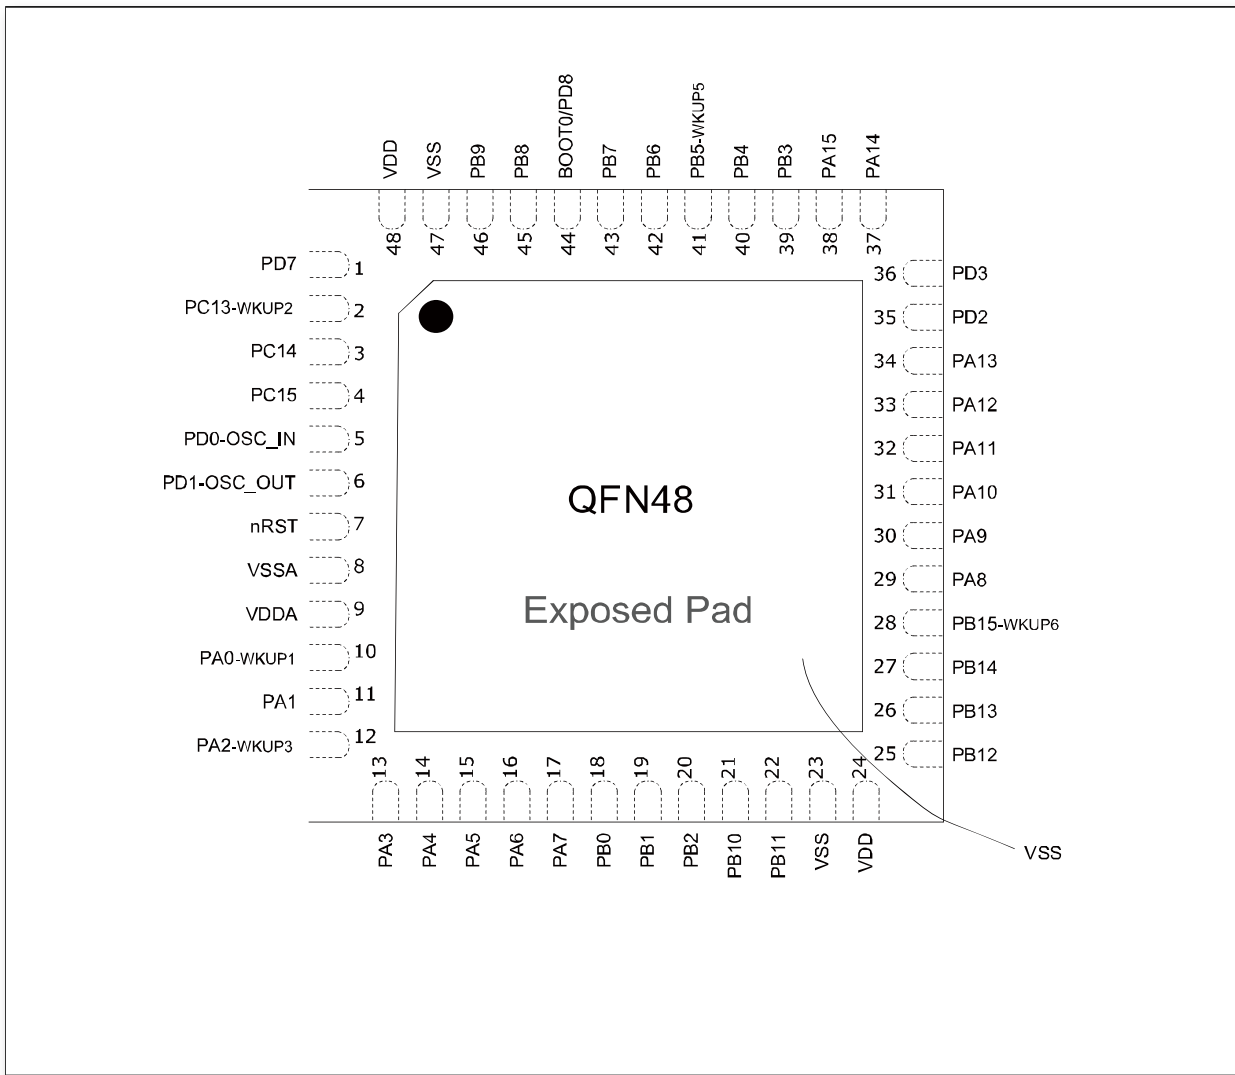 VDD
VSS
PB9
PB8
BOOT0/PD8
PB7
PB6
PB5-WKUP5
PB4
PB3
PA15
PA14
48
47
46
45
44
43
42
41
40
39
38
37
PD7 1
PC13-WKUP2 2
PC14 3
PC15 4
PD0-OSC_IN 5
PD1-OSC_OUT 6
nRST 7
VSSA 8
VDDA 9
PA0-WKUP1 10
PA1 11
PA2-WKUP3 12
QFN48
Exposed Pad
36 PD3
35 PD2
34 PA13
33 PA12
32 PA11
31 PA10
30 PA9
29 PA8
28 PB15-WKUP6
27 PB14
26 PB13
25 PB12
13
14
15
16
17
18
19
20
21
22
23
24
PA3
PA4
PA5
PA6
PA7
PB0
PB1
PB2
PB10
PB11
VSS
VDD
VSS